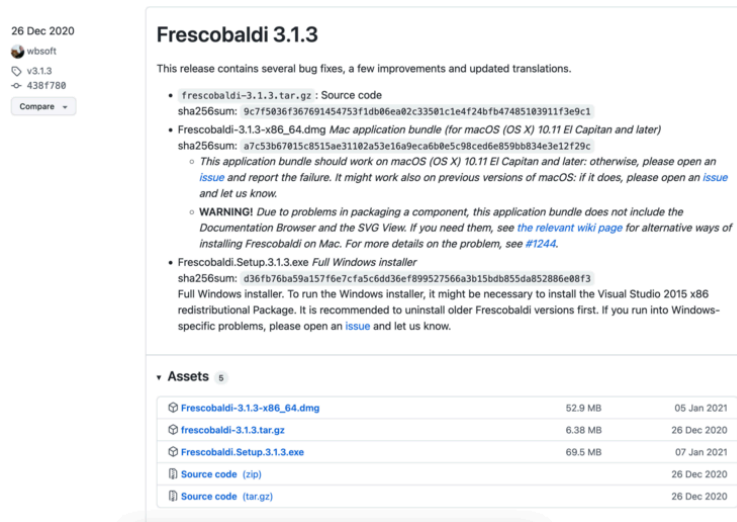 26 Dec 2020
wbsoft
v3.1.3
438f780
Compare
Frescobaldi 3.1.3
This release contains several bug fixes, a few improvements and updated translations.
• frescobaldi-3.1.3.tar.gz : Source code
sha256sum: 9c7f5036f367691454753f1db06ea02c33501c1e4f24bfb47485103911f3e9c1
• Frescobaldi-3.1.3-x86_64.dmg Mac application bundle (for macOS (OS X) 10.11 El Capitan and later)
sha256sum: a7c53b67015c8515ae31102a53e16a9eca6b0e5c98ced6e859bb834e3e12f29c
◦ This application bundle should work on macOS (OS X) 10.11 El Capitan and later: otherwise, please open an
issue and report the failure. It might work also on previous versions of macOS: if it does, please open an issue
and let us know.
◦ WARNING! Due to problems in packaging a component, this application bundle does not include the
Documentation Browser and the SVG View. If you need them, see the relevant wiki page for alternative ways of
installing Frescobaldi on Mac. For more details on the problem, see #1244.
• Frescobaldi.Setup.3.1.3.exe Full Windows installer
sha256sum: d36fb76ba59a157f6e7cfa5c6dd36ef899527566a3b15bdb855da852886e08f3
Full Windows installer. To run the Windows installer, it might be necessary to install the Visual Studio 2015 x86
redistributional Package. It is recommended to uninstall older Frescobaldi versions first. If you run into Windows-
specific problems, please open an issue and let us know.
Assets 5
Frescobaldi-3.1.3-x86_64.dmg 52.9 MB 05 Jan 2021
frescobaldi-3.1.3.tar.gz 6.38 MB 26 Dec 2020
Frescobaldi.Setup.3.1.3.exe 69.5 MB 07 Jan 2021
Source code (zip) 26 Dec 2020
Source code (tar.gz) 26 Dec 2020